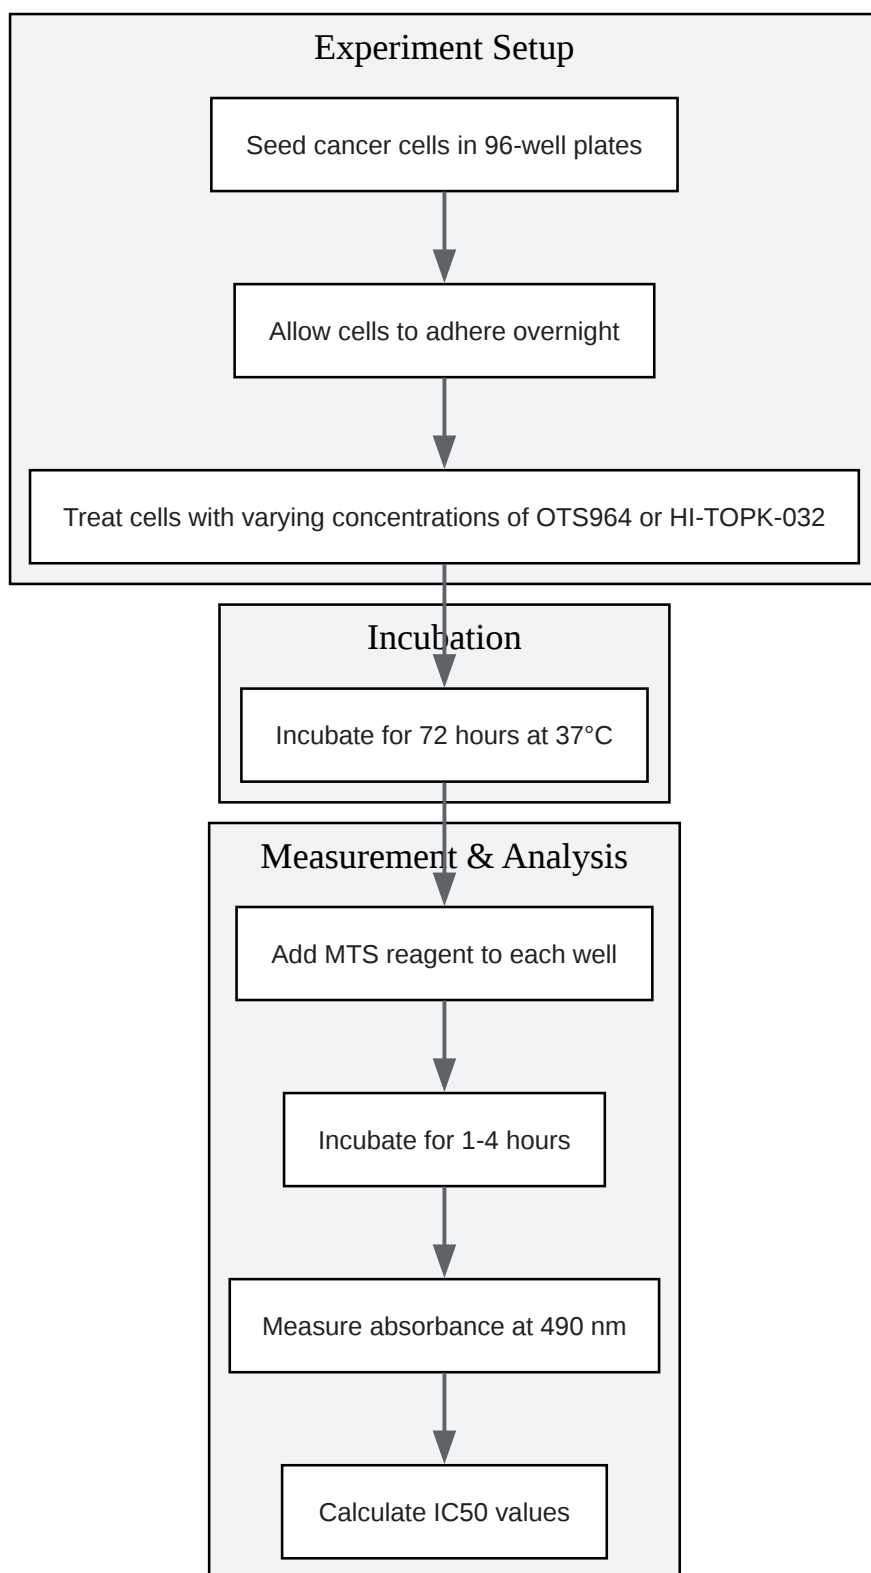 Experiment Setup
Seed cancer cells in 96-well plates
Allow cells to adhere overnight
Treat cells with varying concentrations of OTS964 or HI-TOPK-032
Incubation
Incubate for 72 hours at 37°C
Measurement & Analysis
Add MTS reagent to each well
Incubate for 1-4 hours
Measure absorbance at 490 nm
Calculate IC50 values